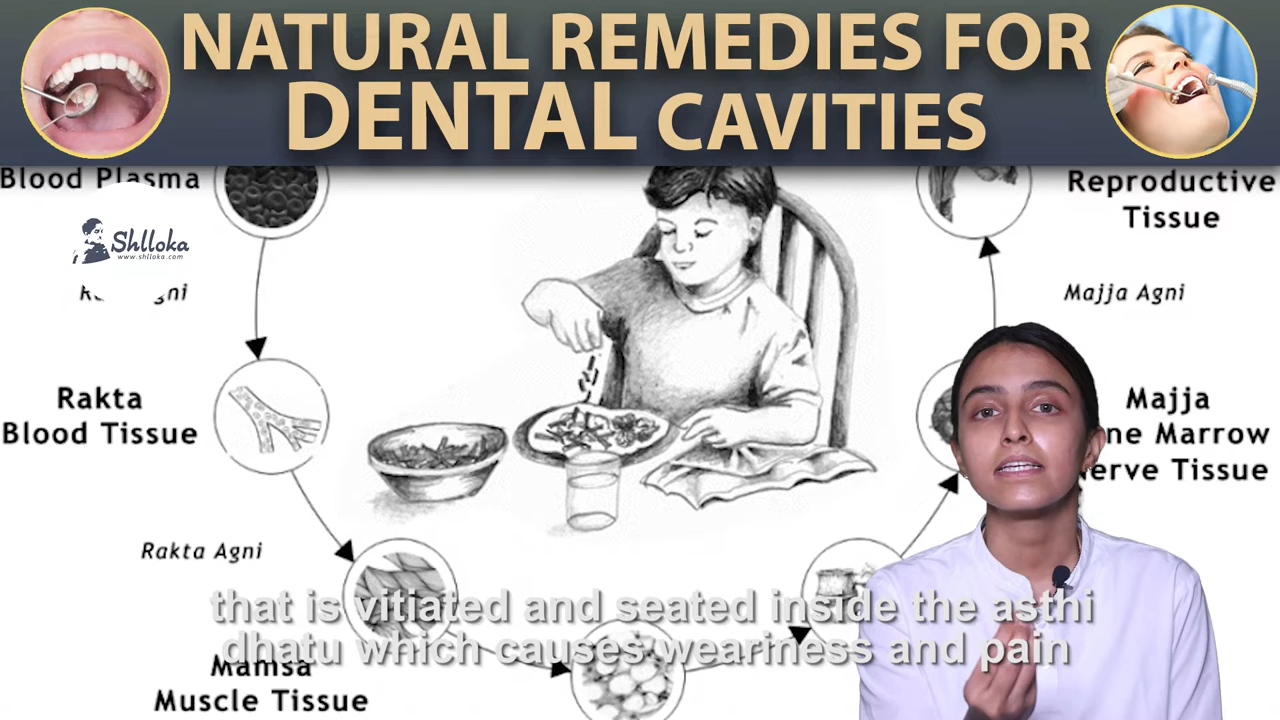 NATURAL REMEDIES FOR
DENTAL CAVITIES
Blood Plasma
Shlloka
www.shlloka.com
Rakta
Blood Tissue
Rakta Agni
Mamsa
Muscle Tissue
Reproductive
Tissue
Majja Agni
Majja
Marrow
Tissue
that is vitiated and seated inside the asthi
dhatu which causes weariness and pain